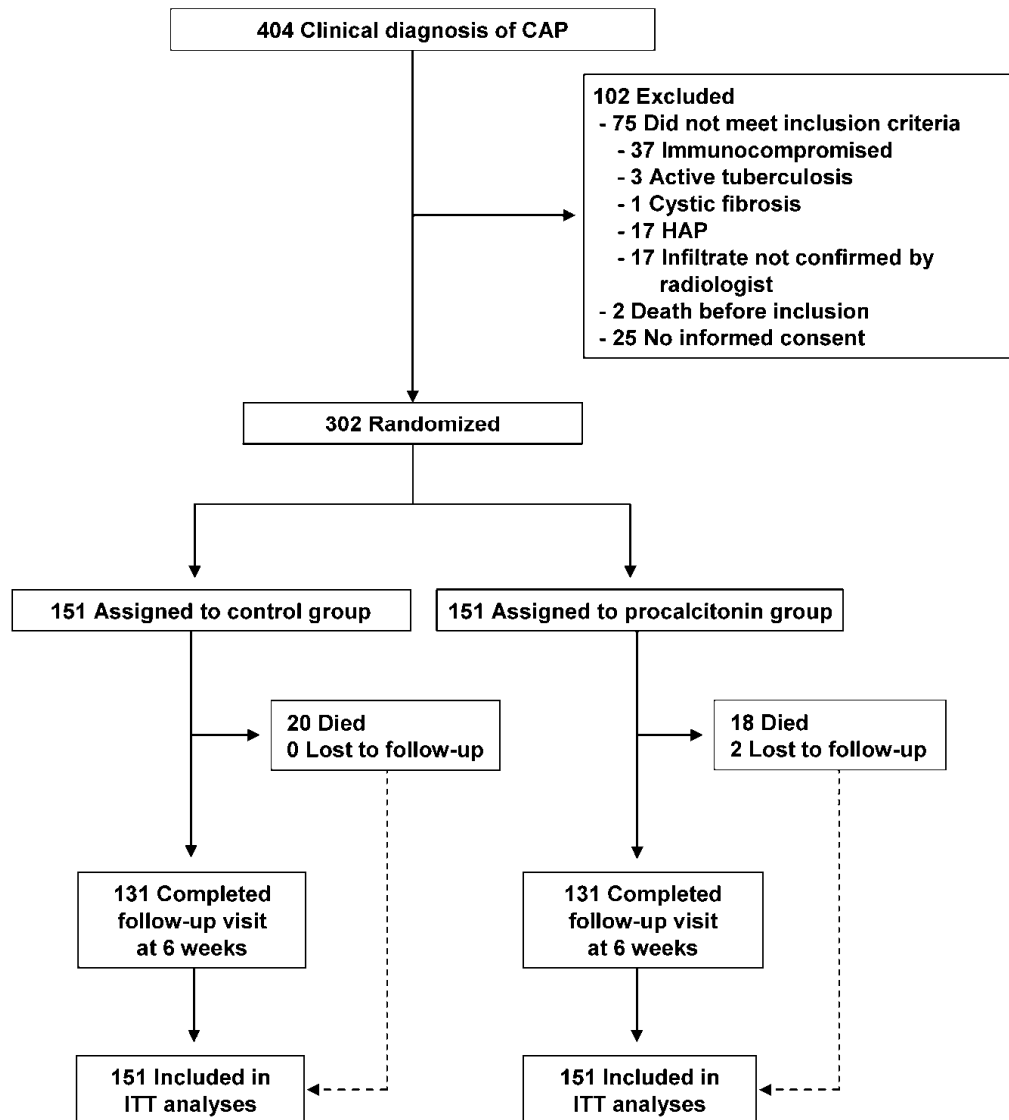 404 Clinical diagnosis of CAP
102 Excluded
- 75 Did not meet inclusion criteria
- 37 Immunocompromised
- 3 Active tuberculosis
- 1 Cystic fibrosis
- 17 HAP
- 17 Infiltrate not confirmed by
radiologist
- 2 Death before inclusion
- 25 No informed consent
302 Randomized
151 Assigned to control group
151 Assigned to procalcitonin group
20 Died
0 Lost to follow-up
18 Died
2 Lost to follow-up
131 Completed
follow-up visit
at 6 weeks
131 Completed
follow-up visit
at 6 weeks
151 Included in
ITT analyses
151 Included in
ITT analyses